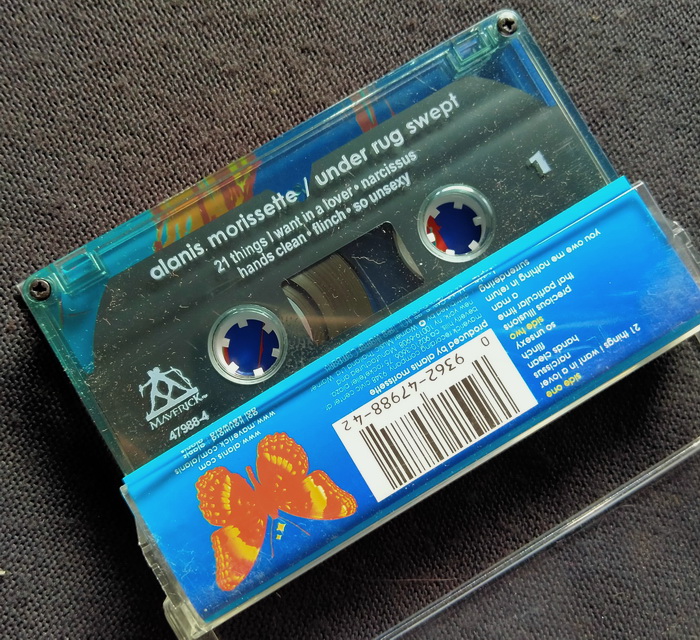 alanis morissette / under rug swept
21 things I want in a lover • narcissus
hands clean • flinch • so unsexy
1
MAVERICK
47988-4
side one
21 things i want in a lover
narcissus
hands clean
flinch
so unsexy
side two
precious illusions
that particular time
a man
surrendering
you owe me nothing in return
produced by alanis morissette
0 9362-47988-42
www.alanis.com
www.maverick.com/alanis